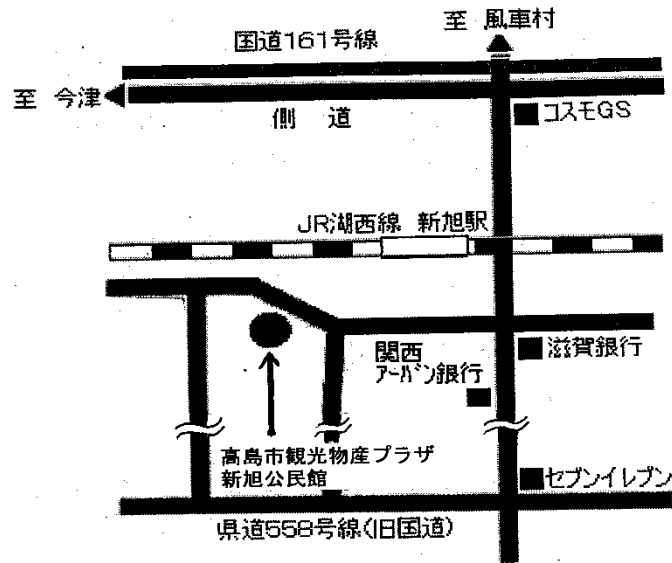 至 風車村
国道161号線
至 今津
側 道
コスモGS
JR湖西線 新旭駅
関西
アーバン銀行
滋賀銀行
高島市観光物産プラザ
新旭公民館
セブンイレブン
県道558号線(旧国道)